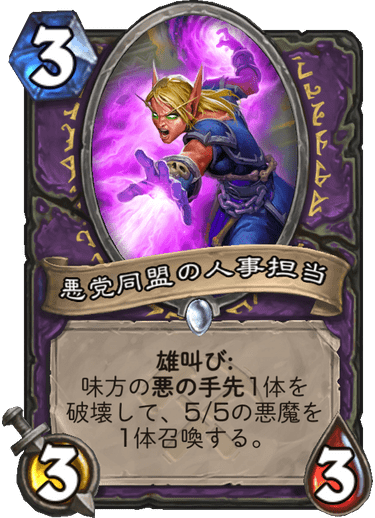 3
悪党同盟の人事担当
雄叫び:
味方の悪の手先1体を
破壊して、5/5の悪魔を
1体召喚する。
3
3